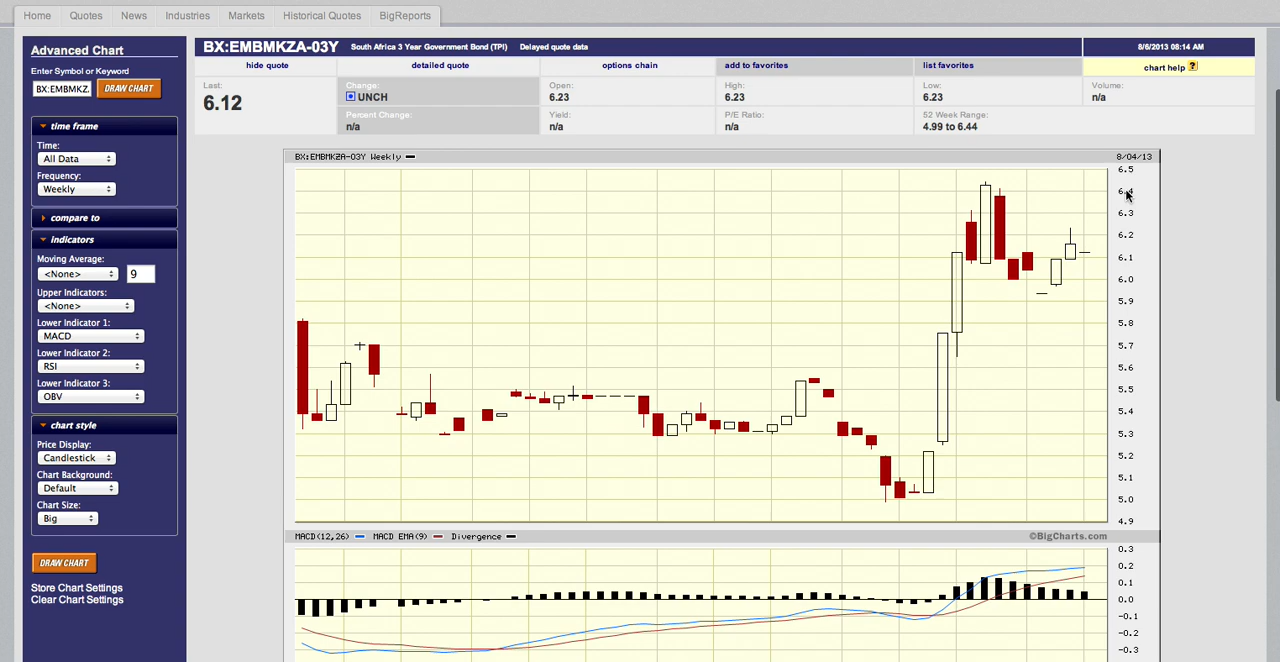 Home Quotes News Industries Markets Historical Quotes BigReports
Advanced Chart
Enter Symbol or Keyword
BX:EMBMKZ DRAW CHART
time frame
Time:
All Data
Frequency:
Weekly
compare to
indicators
Moving Average:
<None> 9
Upper Indicators:
<None>
Lower Indicator 1:
MACD
Lower Indicator 2:
RSI
Lower Indicator 3:
OBV
chart style
Price Display:
Candlestick
Chart Background:
Default
Chart Size:
Big
DRAW CHART
Store Chart Settings
Clear Chart Settings
BX:EMBMKZA-03Y South Africa 3 Year Government Bond (TPI) Delayed quote data 8/6/2013 08:14 AM
hide quote detailed quote options chain add to favorites list favorites chart help ?
Last: Change: Open: High: Low: Volume:
6.12 UNCH 6.23 6.23 6.23 n/a
Percent Change: Yield: P/E Ratio: 52 Week Range:
n/a n/a n/a 4.99 to 6.44
BX:EMBMKZA-03Y Weekly 8/04/13
6.5
6.4
6.3
6.2
6.1
6.0
5.9
5.8
5.7
5.6
5.5
5.4
5.3
5.2
5.1
5.0
4.9
MACD(12,26) MACD EMA(9) Divergence ©BigCharts.com
0.3
0.2
0.1
0.0
-0.1
-0.2
-0.3